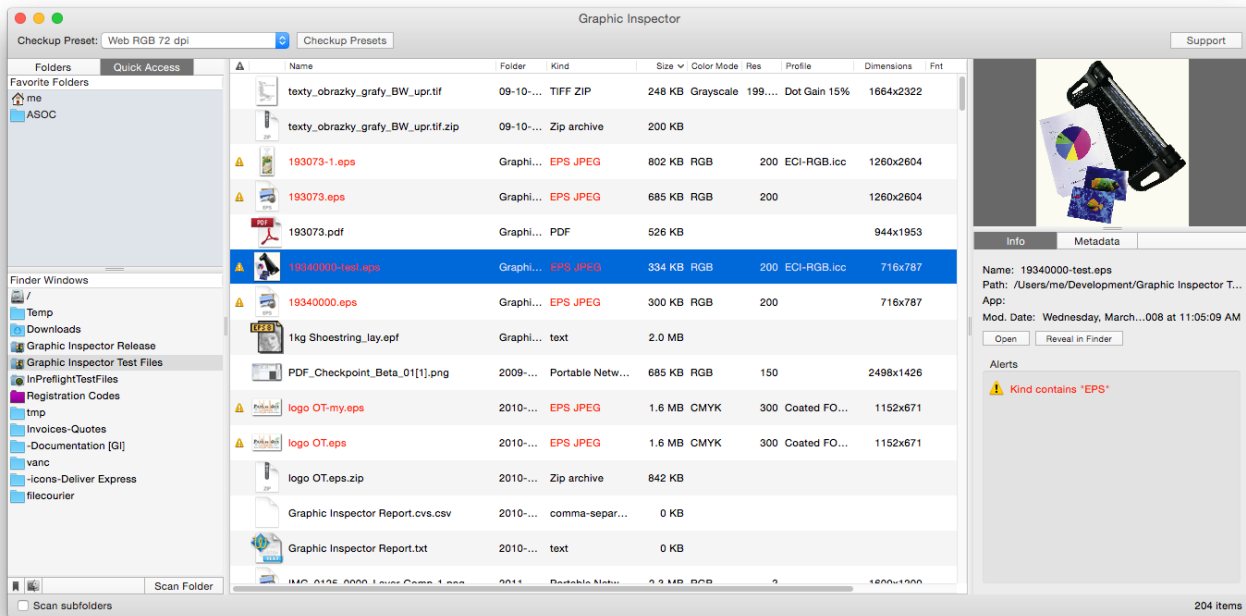 Graphic Inspector
Checkup Preset: Web RGB 72 dpi Checkup Presets Support
Folders Quick Access
Favorite Folders
me
ASOC
Finder Windows
/
Temp
Downloads
Graphic Inspector Release
Graphic Inspector Test Files
InPreflightTestFiles
Registration Codes
tmp
Invoices-Quotes
-Documentation [GI]
vanc
-icons-Deliver Express
filecourier
Scan Folder
Scan subfolders
Name Folder Kind Size Color Mode Res Profile Dimensions Fnt
texty_obrazky_grafy_BW_upr.tif 09-10-... TIFF ZIP 248 KB Grayscale 199.... Dot Gain 15% 1664x2322
texty_obrazky_grafy_BW_upr.tif.zip 09-10-... Zip archive 200 KB
193073-1.eps Graphi... EPS JPEG 802 KB RGB 200 ECI-RGB.icc 1260x2604
193073.eps Graphi... EPS JPEG 685 KB RGB 200 1260x2604
193073.pdf Graphi... PDF 526 KB 944x1953
19340000-test.eps Graphi... EPS JPEG 334 KB RGB 200 ECI-RGB.icc 716x787
19340000.eps Graphi... EPS JPEG 300 KB RGB 200 716x787
1kg Shoestring_lay.epf Graphi... text 2.0 MB
PDF_Checkpoint_Beta_01[1].png 2009-... Portable Netw... 685 KB RGB 150 2498x1426
logo OT-my.eps 2010-... EPS JPEG 1.6 MB CMYK 300 Coated FO... 1152x671
logo OT.eps 2010-... EPS JPEG 1.6 MB CMYK 300 Coated FO... 1152x671
logo OT.eps.zip 2010-... Zip archive 842 KB
Graphic Inspector Report.cvs.csv 2010-... comma-separ... 0 KB
Graphic Inspector Report.txt 2010-... text 0 KB
Info Metadata
Name: 19340000-test.eps
Path: /Users/me/Development/Graphic Inspector T...
App:
Mod. Date: Wednesday, March...008 at 11:05:09 AM
Open Reveal in Finder
Alerts
Kind contains "EPS"
204 items